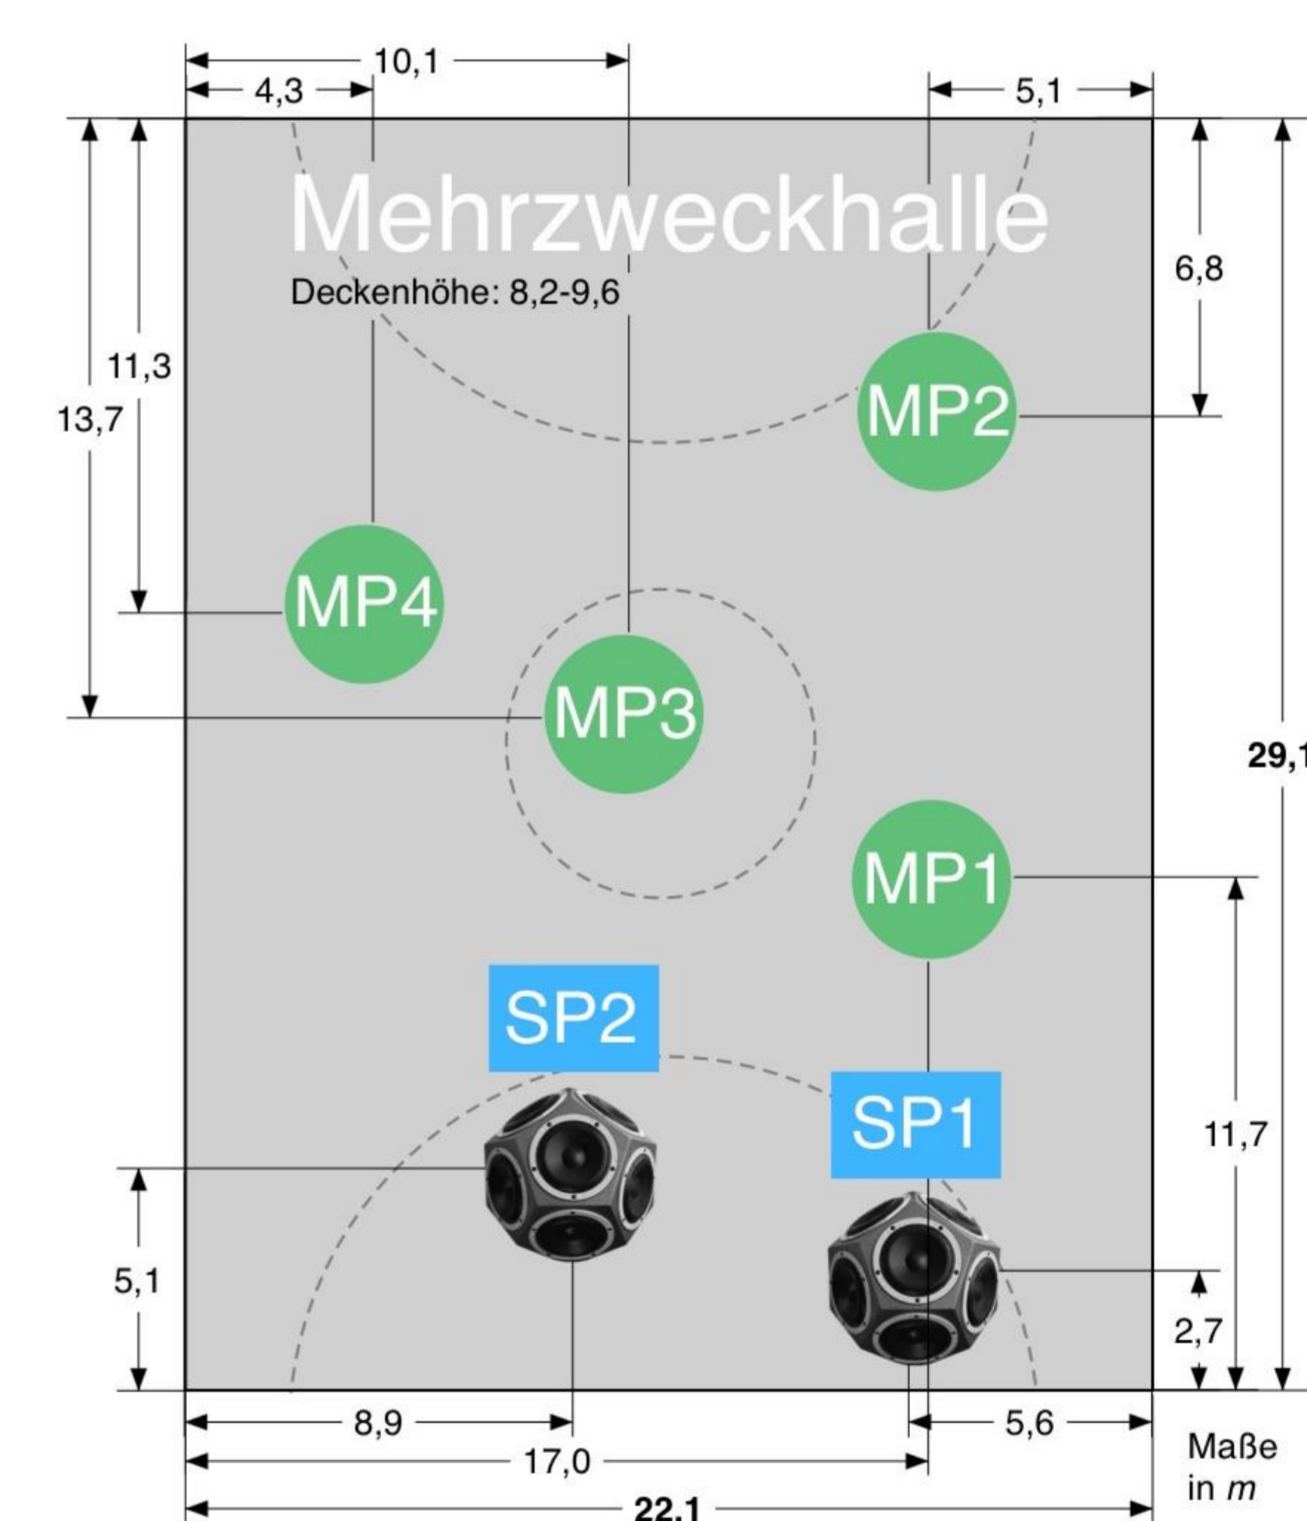 10,1
4,3
5,1
Mehrzweckhalle
Deckenhöhe: 8,2-9,6
6,8
11,3
13,7
MP2
MP4
MP3
29,1
MP1
SP2
SP1
11,7
5,1
2,7
8,9
5,6
17,0
Maße
in m
22,1